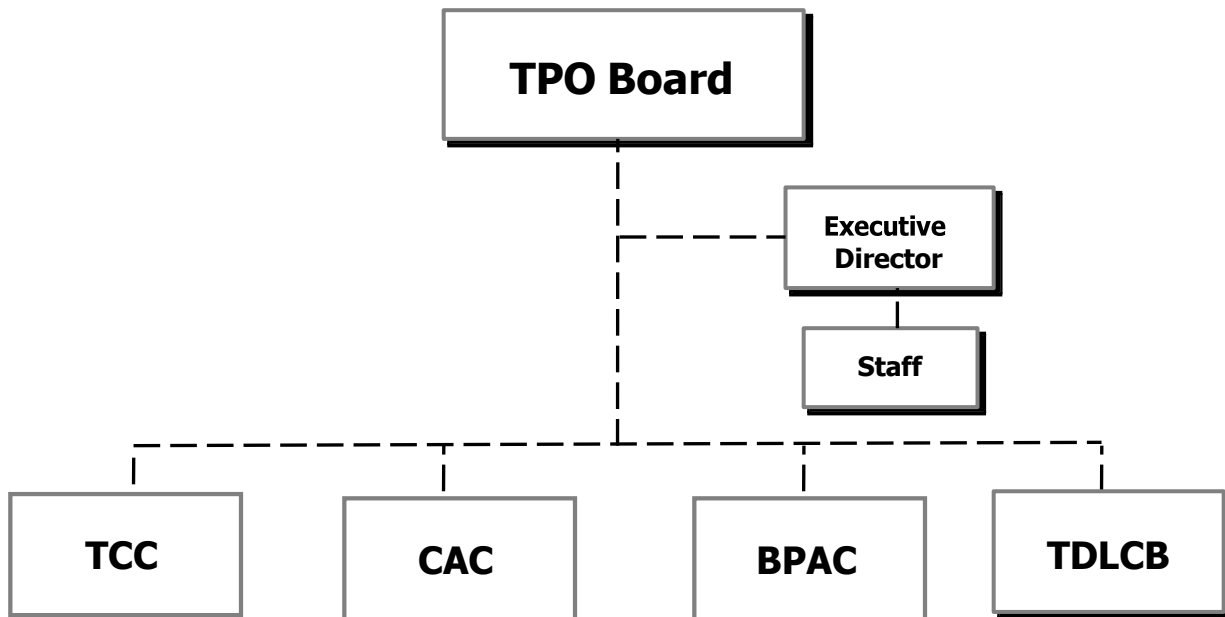 TPO Board
Executive
Director
Staff
TCC
CAC
BPAC
TDLCB